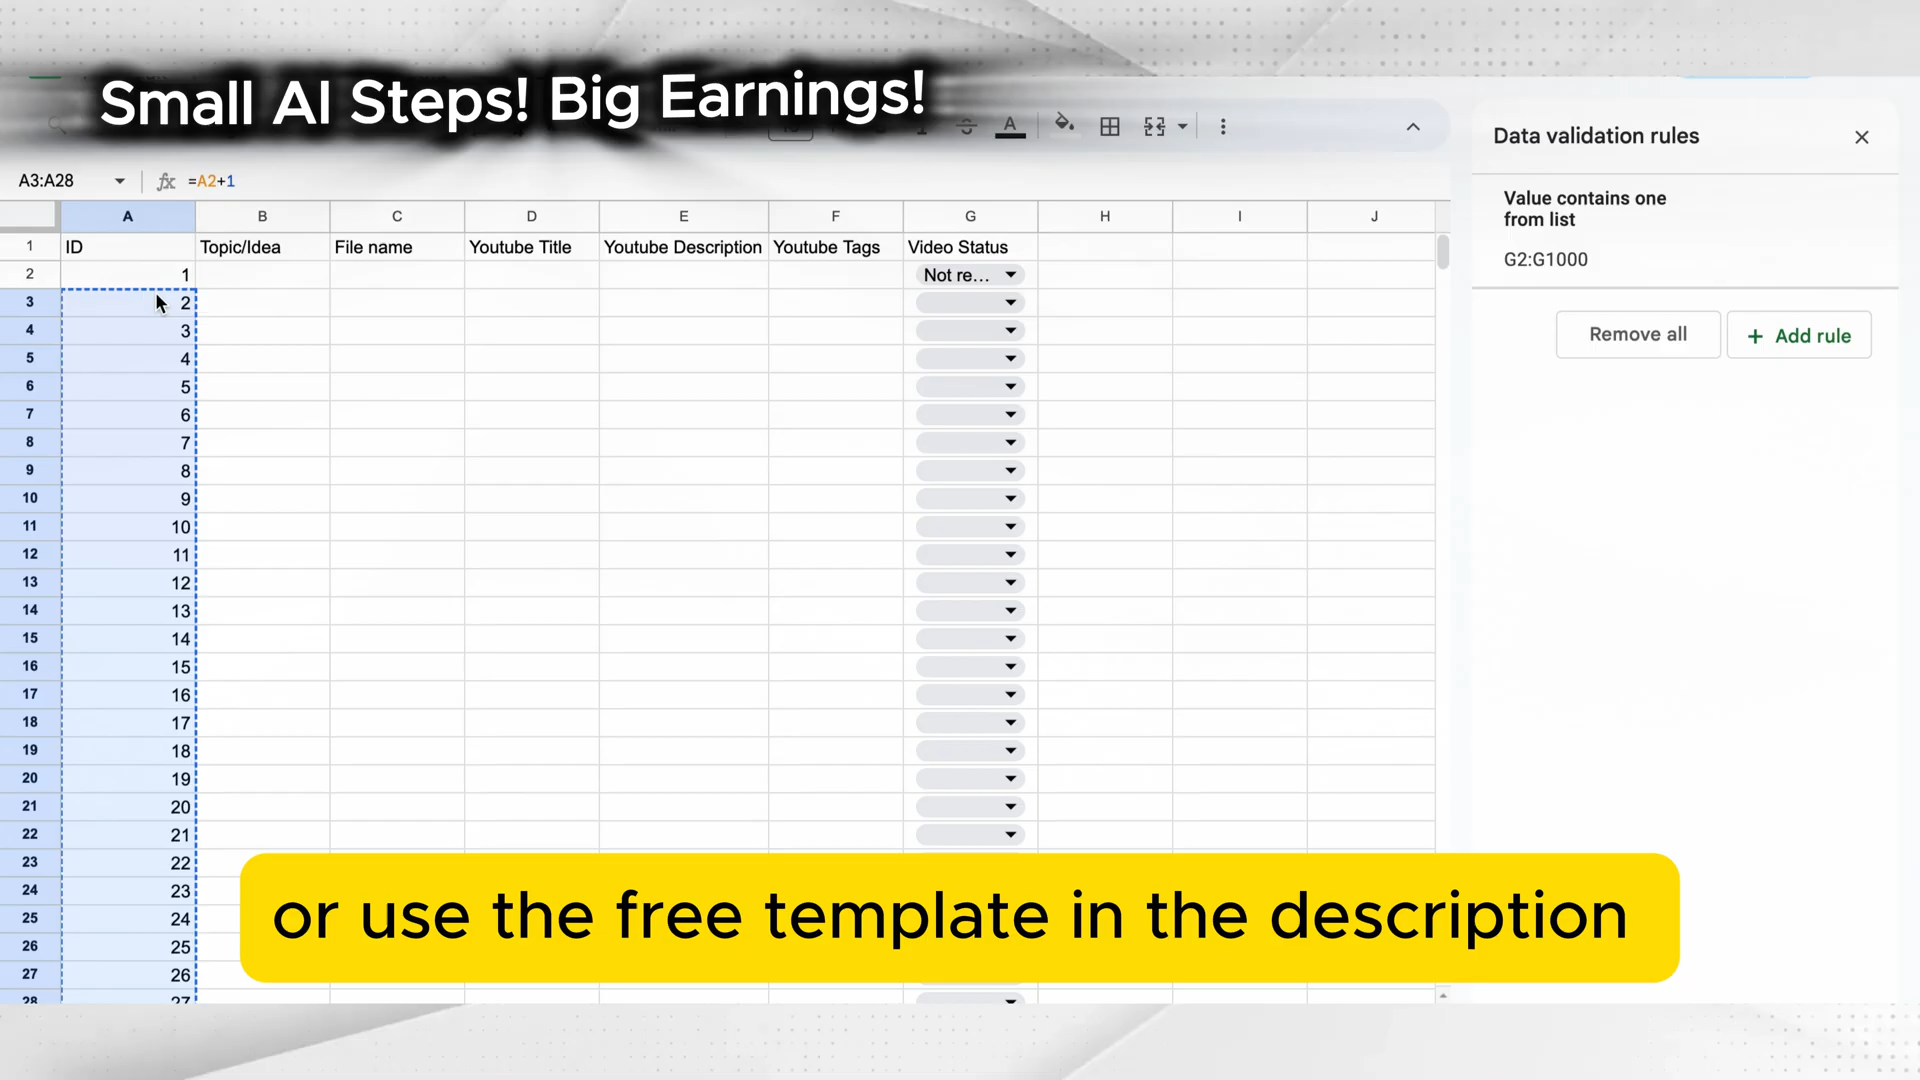 Small AI Steps! Big Earnings!
A
Data validation rules
A3:A28
fx =A2+1
Value contains one
from list
G2:G1000
Remove all
+ Add rule
A B C D E F G H I J
1 ID Topic/Idea File name Youtube Title Youtube Description Youtube Tags Video Status
2 1 Not re...
3 2
4 3
5 4
6 5
7 6
8 7
9 8
10 9
11 10
12 11
13 12
14 13
15 14
16 15
17 16
18 17
19 18
20 19
21 20
22 21
23 22
24 23
25 24
26 25
27 26
28 27
or use the free template in the description